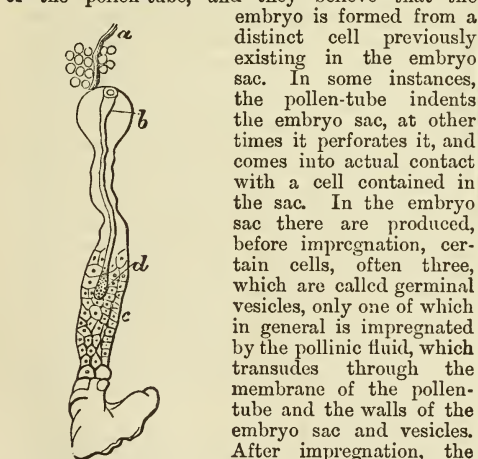 of the pollen-tube, and they believe that the
embryo is formed from a
distinct cell previously
existing in the embryo
sac. In some instances,
the pollen-tube indents
the embryo sac, at other
times it perforates it, and
comes into actual contact
with a cell contained in
the sac. In the embryo
sac there are produced,
before impregnation, cer-
tain cells, often three,
which are called germinal
vesicles, only one of which
in general is impregnated
by the pollinic fluid, which
transudes through the
membrane of the pollen-
tube and the walls of the
embryo sac and vesicles.
After impregnation, the
a
b
d
c